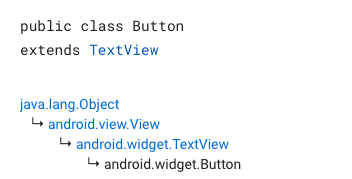 public class Button
extends TextView
java.lang.Object
↳ android.view.View
↳ android.widget.TextView
↳ android.widget.Button